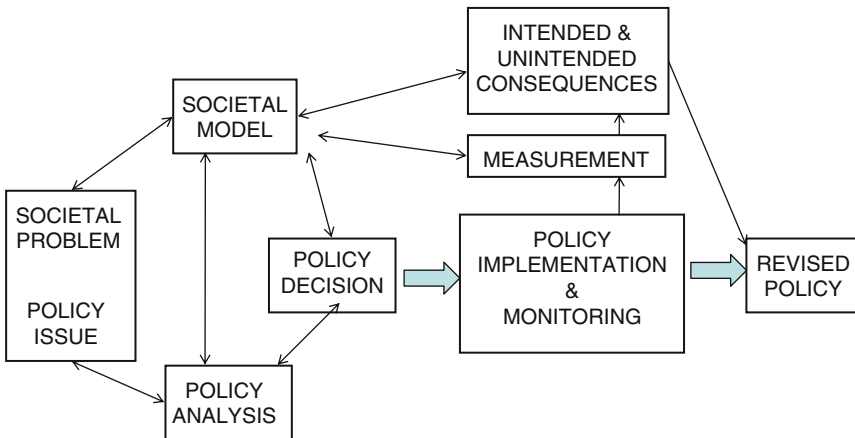 INTENDED &
UNINTENDED
CONSEQUENCES
SOCIETAL
MODEL
MEASUREMENT
SOCIETAL
PROBLEM
POLICY
ISSUE
POLICY
DECISION
POLICY
IMPLEMENTATION
&
MONITORING
REVISED
POLICY
POLICY
ANALYSIS